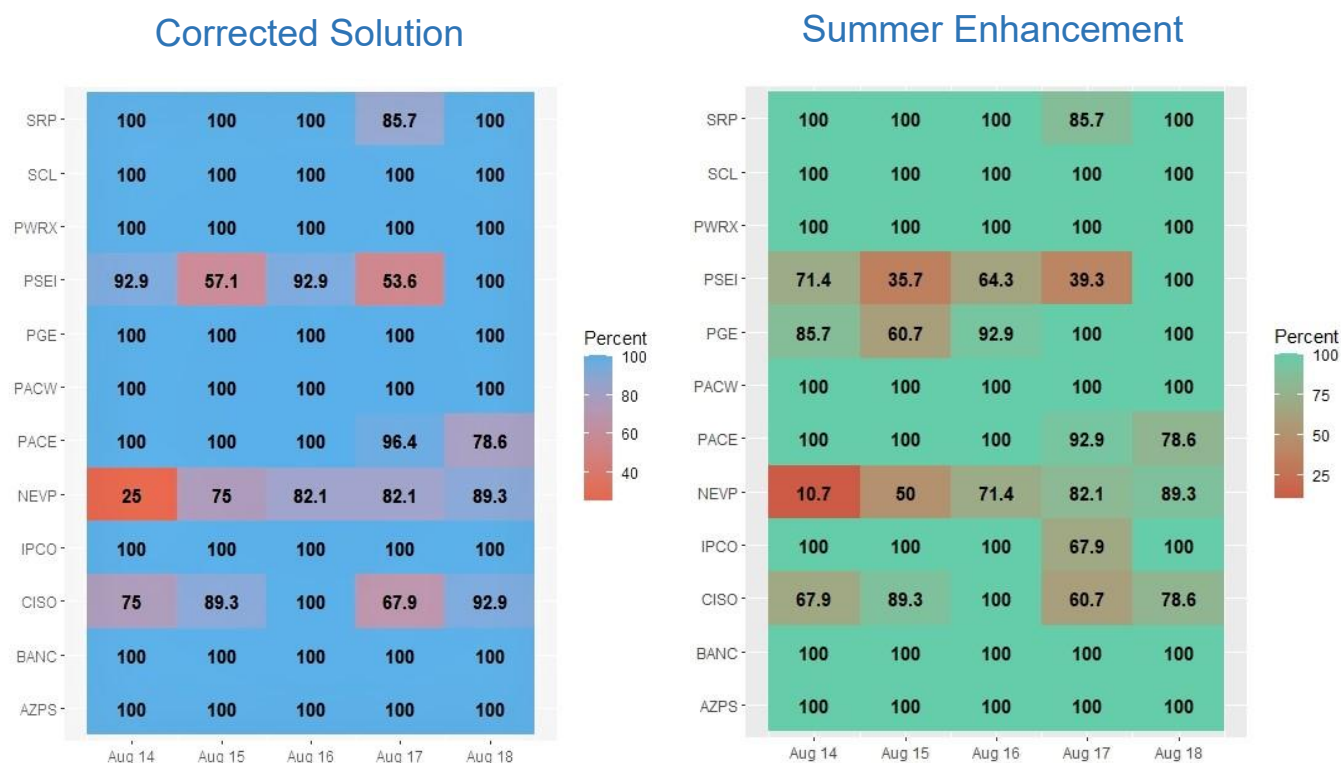 Corrected Solution
SRP 100 100 100 85.7 100
SCL 100 100 100 100 100
PWRX 100 100 100 100 100
PSEI 92.9 57.1 92.9 53.6 100
PGE 100 100 100 100 100
PACW 100 100 100 100 100
PACE 100 100 100 96.4 78.6
NEVP 25 75 82.1 82.1 89.3
IPCO 100 100 100 100 100
CISO 75 89.3 100 67.9 92.9
BANC 100 100 100 100 100
AZPS 100 100 100 100 100
Aug 14 Aug 15 Aug 16 Aug 17 Aug 18
Percent
100
80
60
40
Summer Enhancement
SRP 100 100 100 85.7 100
SCL 100 100 100 100 100
PWRX 100 100 100 100 100
PSEI 71.4 35.7 64.3 39.3 100
PGE 85.7 60.7 92.9 100 100
PACW 100 100 100 100 100
PACE 100 100 100 92.9 78.6
NEVP 10.7 50 71.4 82.1 89.3
IPCO 100 100 100 67.9 100
CISO 67.9 89.3 100 60.7 78.6
BANC 100 100 100 100 100
AZPS 100 100 100 100 100
Aug 14 Aug 15 Aug 16 Aug 17 Aug 18
Percent
100
75
50
25